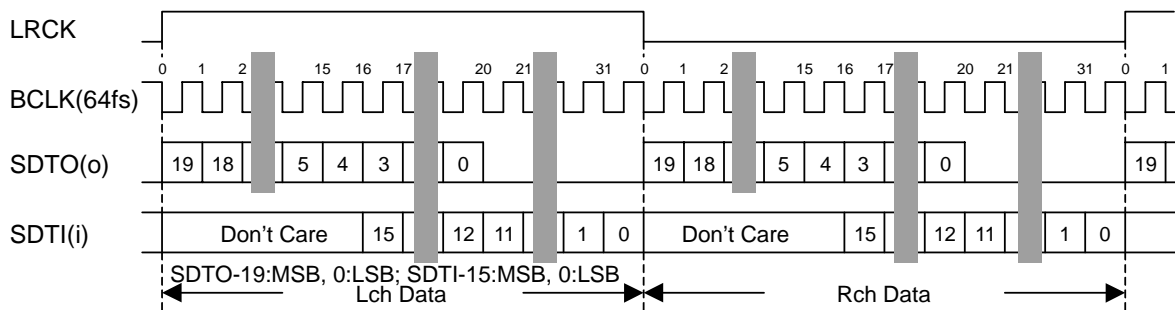 LRCK
0 1 2 15 16 17 20 21 31 0 1 2 15 16 17 20 21 31 0 1
BCLK(64fs)
SDTO(o) 19 18 5 4 3 0 19 18 5 4 3 0 19
SDTI(i) Don't Care 15 12 11 1 0 Don't Care 15 12 11 1 0
SDTO-19:MSB, 0:LSB; SDTI-15:MSB, 0:LSB
Lch Data Rch Data